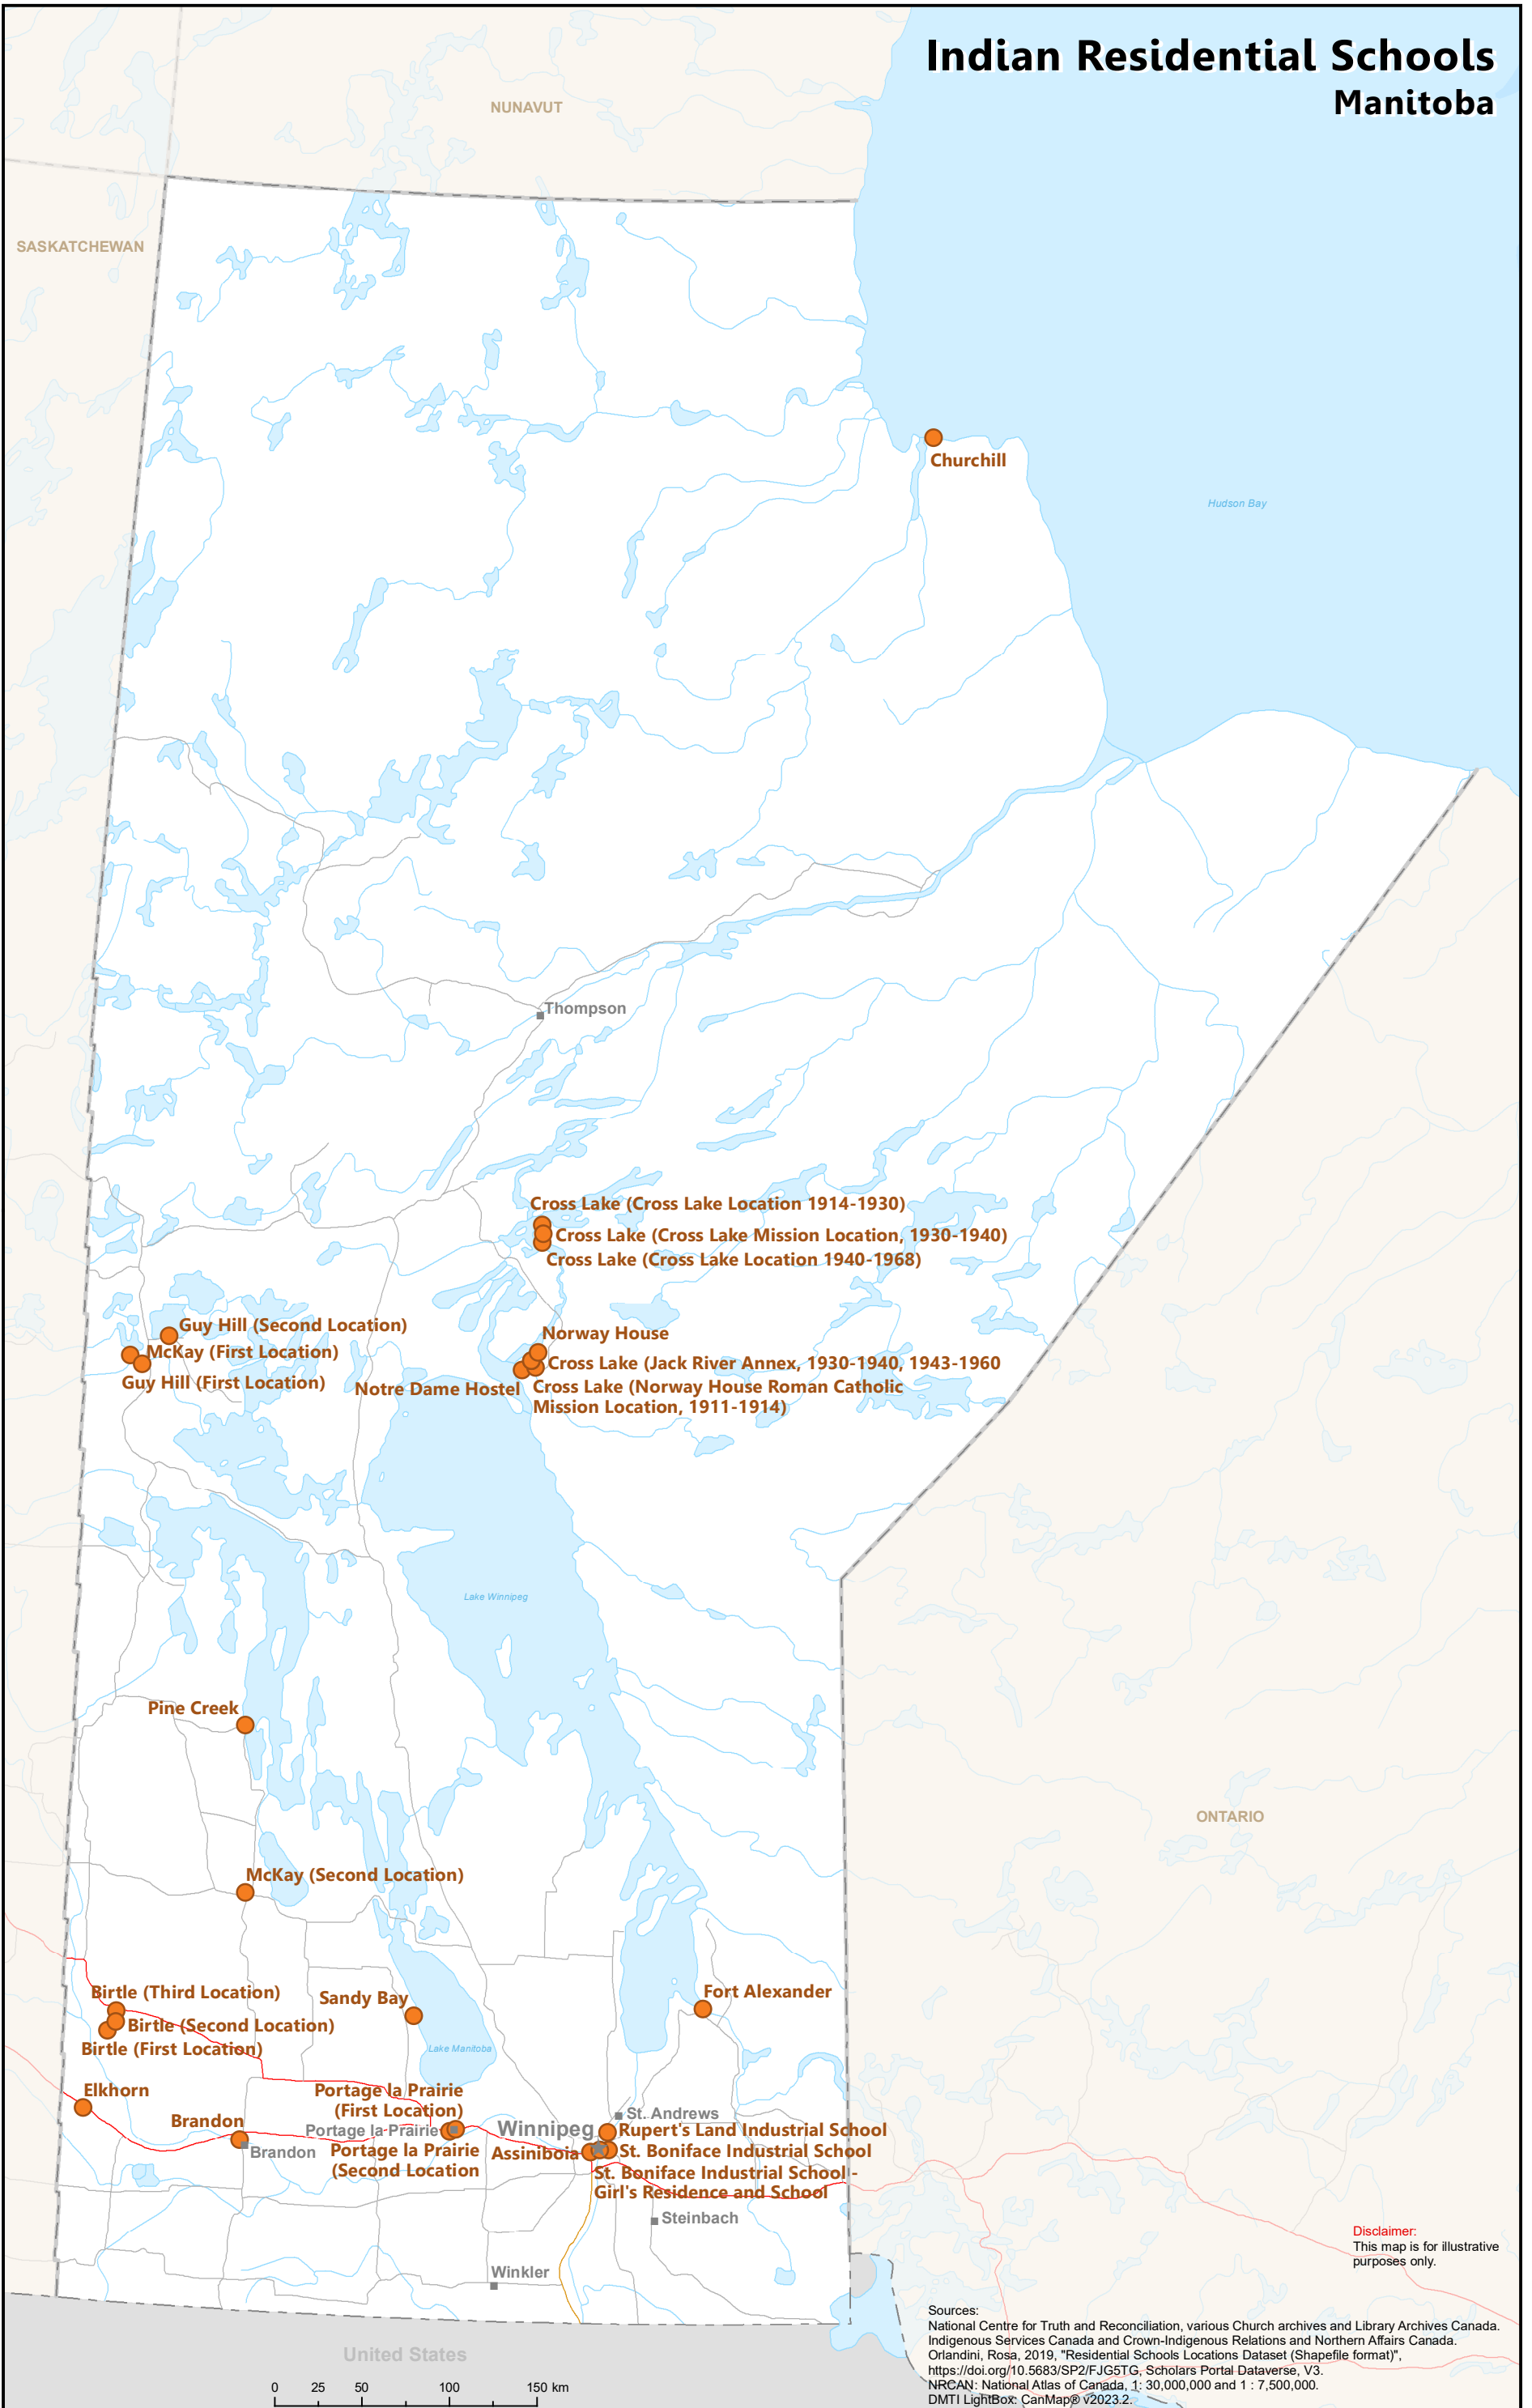 Indian Residential Schools
Manitoba
NUNAVUT
SASKATCHEWAN
Churchill
Hudson Bay
Thompson
Cross Lake (Cross Lake Location 1914-1930)
Cross Lake (Cross Lake Mission Location, 1930-1940)
Cross Lake (Cross Lake Location 1940-1968)
Guy Hill (Second Location)
McKay (First Location)
Guy Hill (First Location)
Norway House
Cross Lake (Jack River Annex, 1930-1940, 1943-1960
Notre Dame Hostel
Cross Lake (Norway House Roman Catholic
Mission Location, 1911-1914)
Lake Winnipeg
Pine Creek
ONTARIO
McKay (Second Location)
Birtle (Third Location)
Birtle (Second Location)
Birtle (First Location)
Sandy Bay
Fort Alexander
Lake Manitoba
Elkhorn
Portage la Prairie
(First Location)
Brandon
Brandon
Portage la Prairie
Portage la Prairie
(Second Location
Winnipeg
St. Andrews
Rupert's Land Industrial School
Assiniboia
St. Boniface Industrial School
St. Boniface Industrial School -
Girl's Residence and School
Steinbach
Winkler
United States
0 25 50 100 150 km
Disclaimer:
This map is for illustrative
purposes only.
Sources:
National Centre for Truth and Reconciliation, various Church archives and Library Archives Canada.
Indigenous Services Canada and Crown-Indigenous Relations and Northern Affairs Canada.
Orlandini, Rosa, 2019, "Residential Schools Locations Dataset (Shapefile format)",
https://doi.org/10.5683/SP2/FJG5TG, Scholars Portal Dataverse, V3.
NRCAN: National Atlas of Canada, 1: 30,000,000 and 1 : 7,500,000.
DMTI LightBox: CanMap® v2023.2.